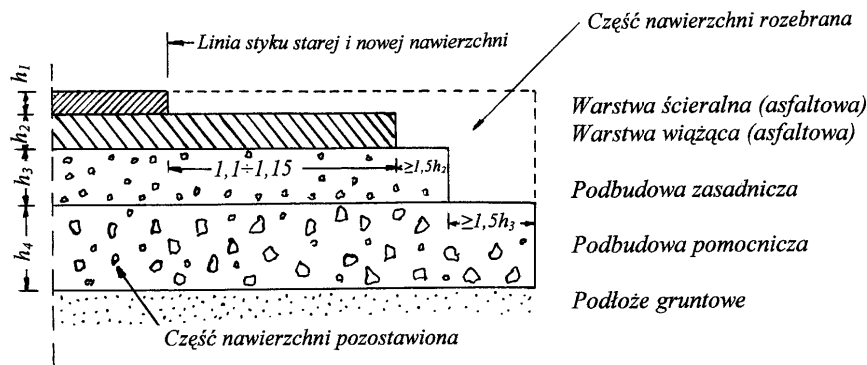 Część nawierzchni rozebrana
Linia styku starej i nowej nawierzchni
h₁
Warstwa ścieralna (asfaltowa)
h₂
Warstwa wiążąca (asfaltowa)
h₃
1,1÷1,15
≥1,5h₂
Podbudowa zasadnicza
≥1,5h₃
h₄
Podbudowa pomocnicza
Podłoże gruntowe
Część nawierzchni pozostawiona